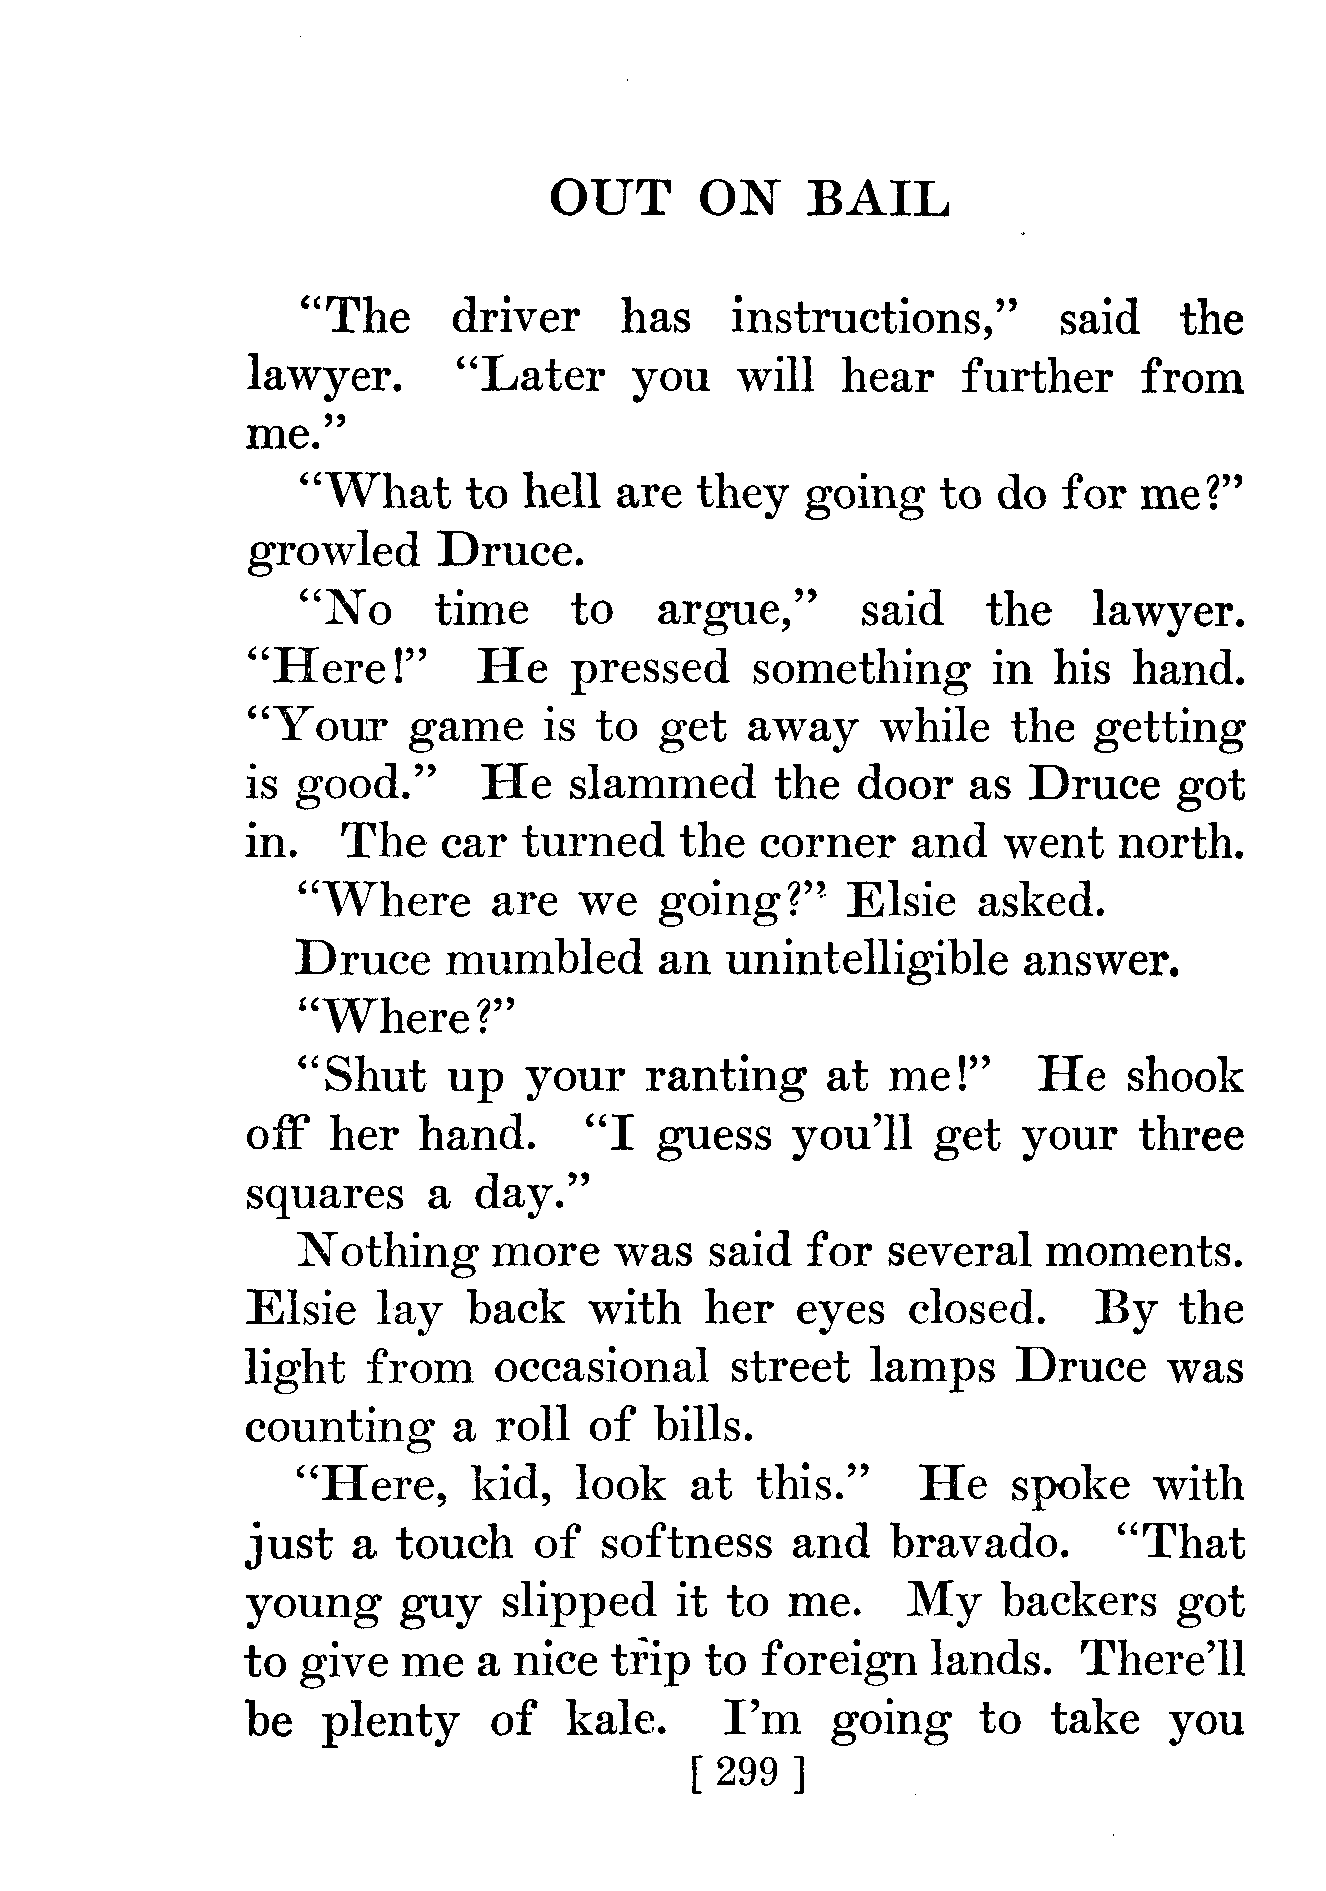 OUT ON BAIL
“The driver has instructions,” said the
lawyer. “Later you will hear further from
me.”
“What to hell are they going to do for me?”
growled Druce.
“No time to argue,” said the lawyer.
“Here!” He pressed something in his hand.
“Your game is to get away while the getting
is good.” He slammed the door as Druce got
in. The car turned the corner and went north.
“Where are we going?” Elsie asked.
Druce mumbled an unintelligible answer.
“Where?”
“Shut up your ranting at me!” He shook
off her hand. “I guess you’ll get your three
squares a day.”
Nothing more was said for several moments.
Elsie lay back with her eyes closed. By the
light from occasional street lamps Druce was
counting a roll of bills.
“Here, kid, look at this.” He spoke with
just a touch of softness and bravado. “That
young guy slipped it to me. My backers got
to give me a nice trip to foreign lands. There’ll
be plenty of kale. I’m going to take you
[ 299 ]